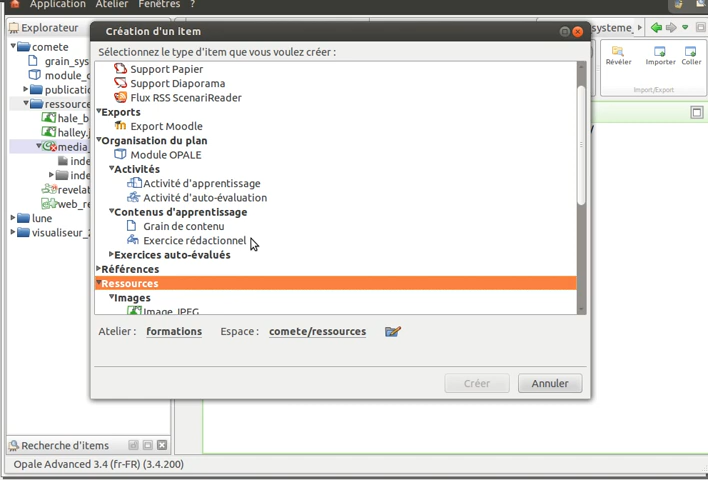 Application Atelier Fenêtres ?
Explorateur
comete
grain_sys
module_c
publicatio
ressource
hale_b
halley.j
media_
inde
inde
revelat
web_re
lune
visualiseur_2
Recherche d'items
Opale Advanced 3.4 (fr-FR) (3.4.200)
Création d'un item
Sélectionnez le type d'item que vous voulez créer :
Support Papier
Support Diaporama
Flux RSS ScenariReader
Exports
Export Moodle
Organisation du plan
Module OPALE
Activités
Activité d'apprentissage
Activité d'auto-évaluation
Contenus d'apprentissage
Grain de contenu
Exercice rédactionnel
Exercices auto-évalués
Références
Ressources
Images
Image JPEG
Atelier : formations Espace : comete/ressources
Créer Annuler
systeme_
Révéler Importer Coller
Import/Export